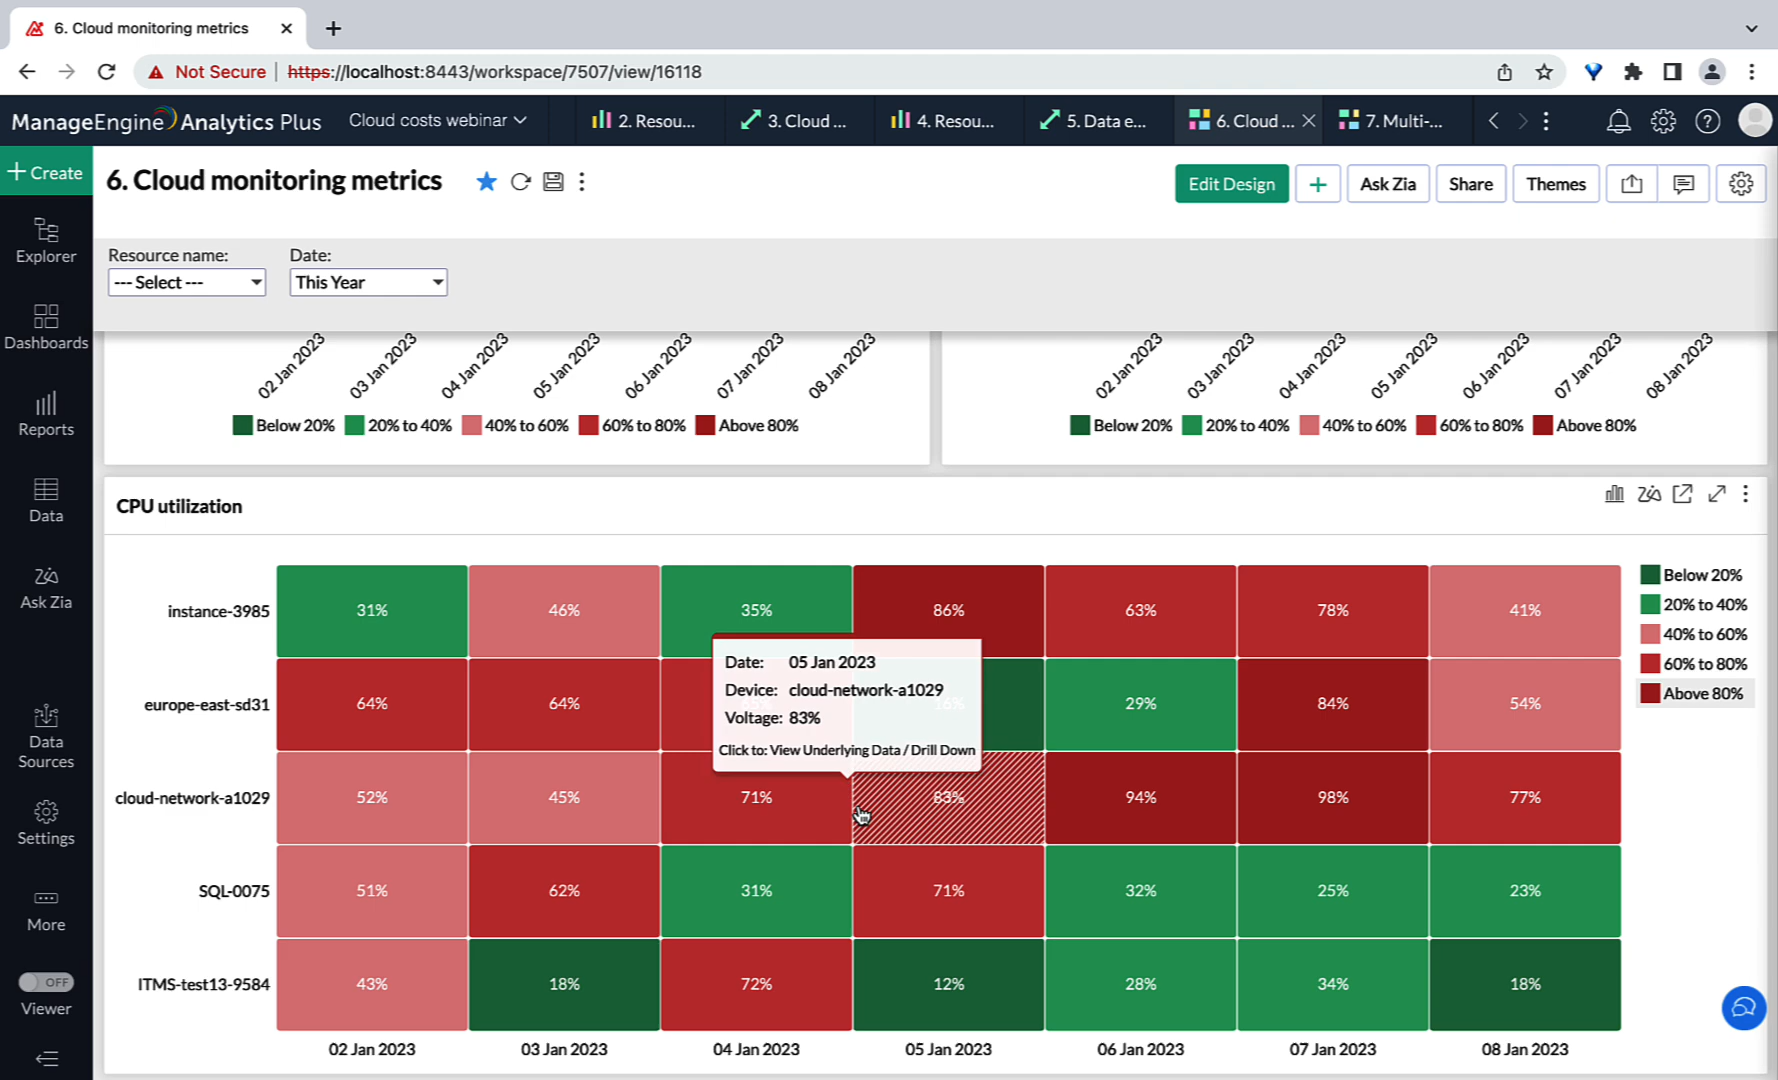 6. Cloud monitoring metrics
Not Secure
https://localhost:8443/workspace/7507/view/16118
ManageEngine Analytics Plus
Cloud costs webinar
2. Resou...
3. Cloud ...
4. Resou...
5. Data e...
6. Cloud ...
7. Multi-...
+ Create
6. Cloud monitoring metrics
Edit Design
+
Ask Zia
Share
Themes
Explorer
Dashboards
Reports
Data
Ask Zia
Data Sources
Settings
More
OFF
Viewer
Resource name:
--- Select ---
Date:
This Year
02 Jan 2023
03 Jan 2023
04 Jan 2023
05 Jan 2023
06 Jan 2023
07 Jan 2023
08 Jan 2023
Below 20%
20% to 40%
40% to 60%
60% to 80%
Above 80%
02 Jan 2023
03 Jan 2023
04 Jan 2023
05 Jan 2023
06 Jan 2023
07 Jan 2023
08 Jan 2023
Below 20%
20% to 40%
40% to 60%
60% to 80%
Above 80%
CPU utilization
instance-3985 31% 46% 35% 86% 63% 78% 41%
europe-east-sd31 64% 64% 65% 16% 29% 84% 54%
cloud-network-a1029 52% 45% 71% 83% 94% 98% 77%
SQL-0075 51% 62% 31% 71% 32% 25% 23%
ITMS-test13-9584 43% 18% 72% 12% 28% 34% 18%
02 Jan 2023 03 Jan 2023 04 Jan 2023 05 Jan 2023 06 Jan 2023 07 Jan 2023 08 Jan 2023
Date: 05 Jan 2023
Device: cloud-network-a1029
Voltage: 83%
Click to: View Underlying Data / Drill Down
Below 20%
20% to 40%
40% to 60%
60% to 80%
Above 80%